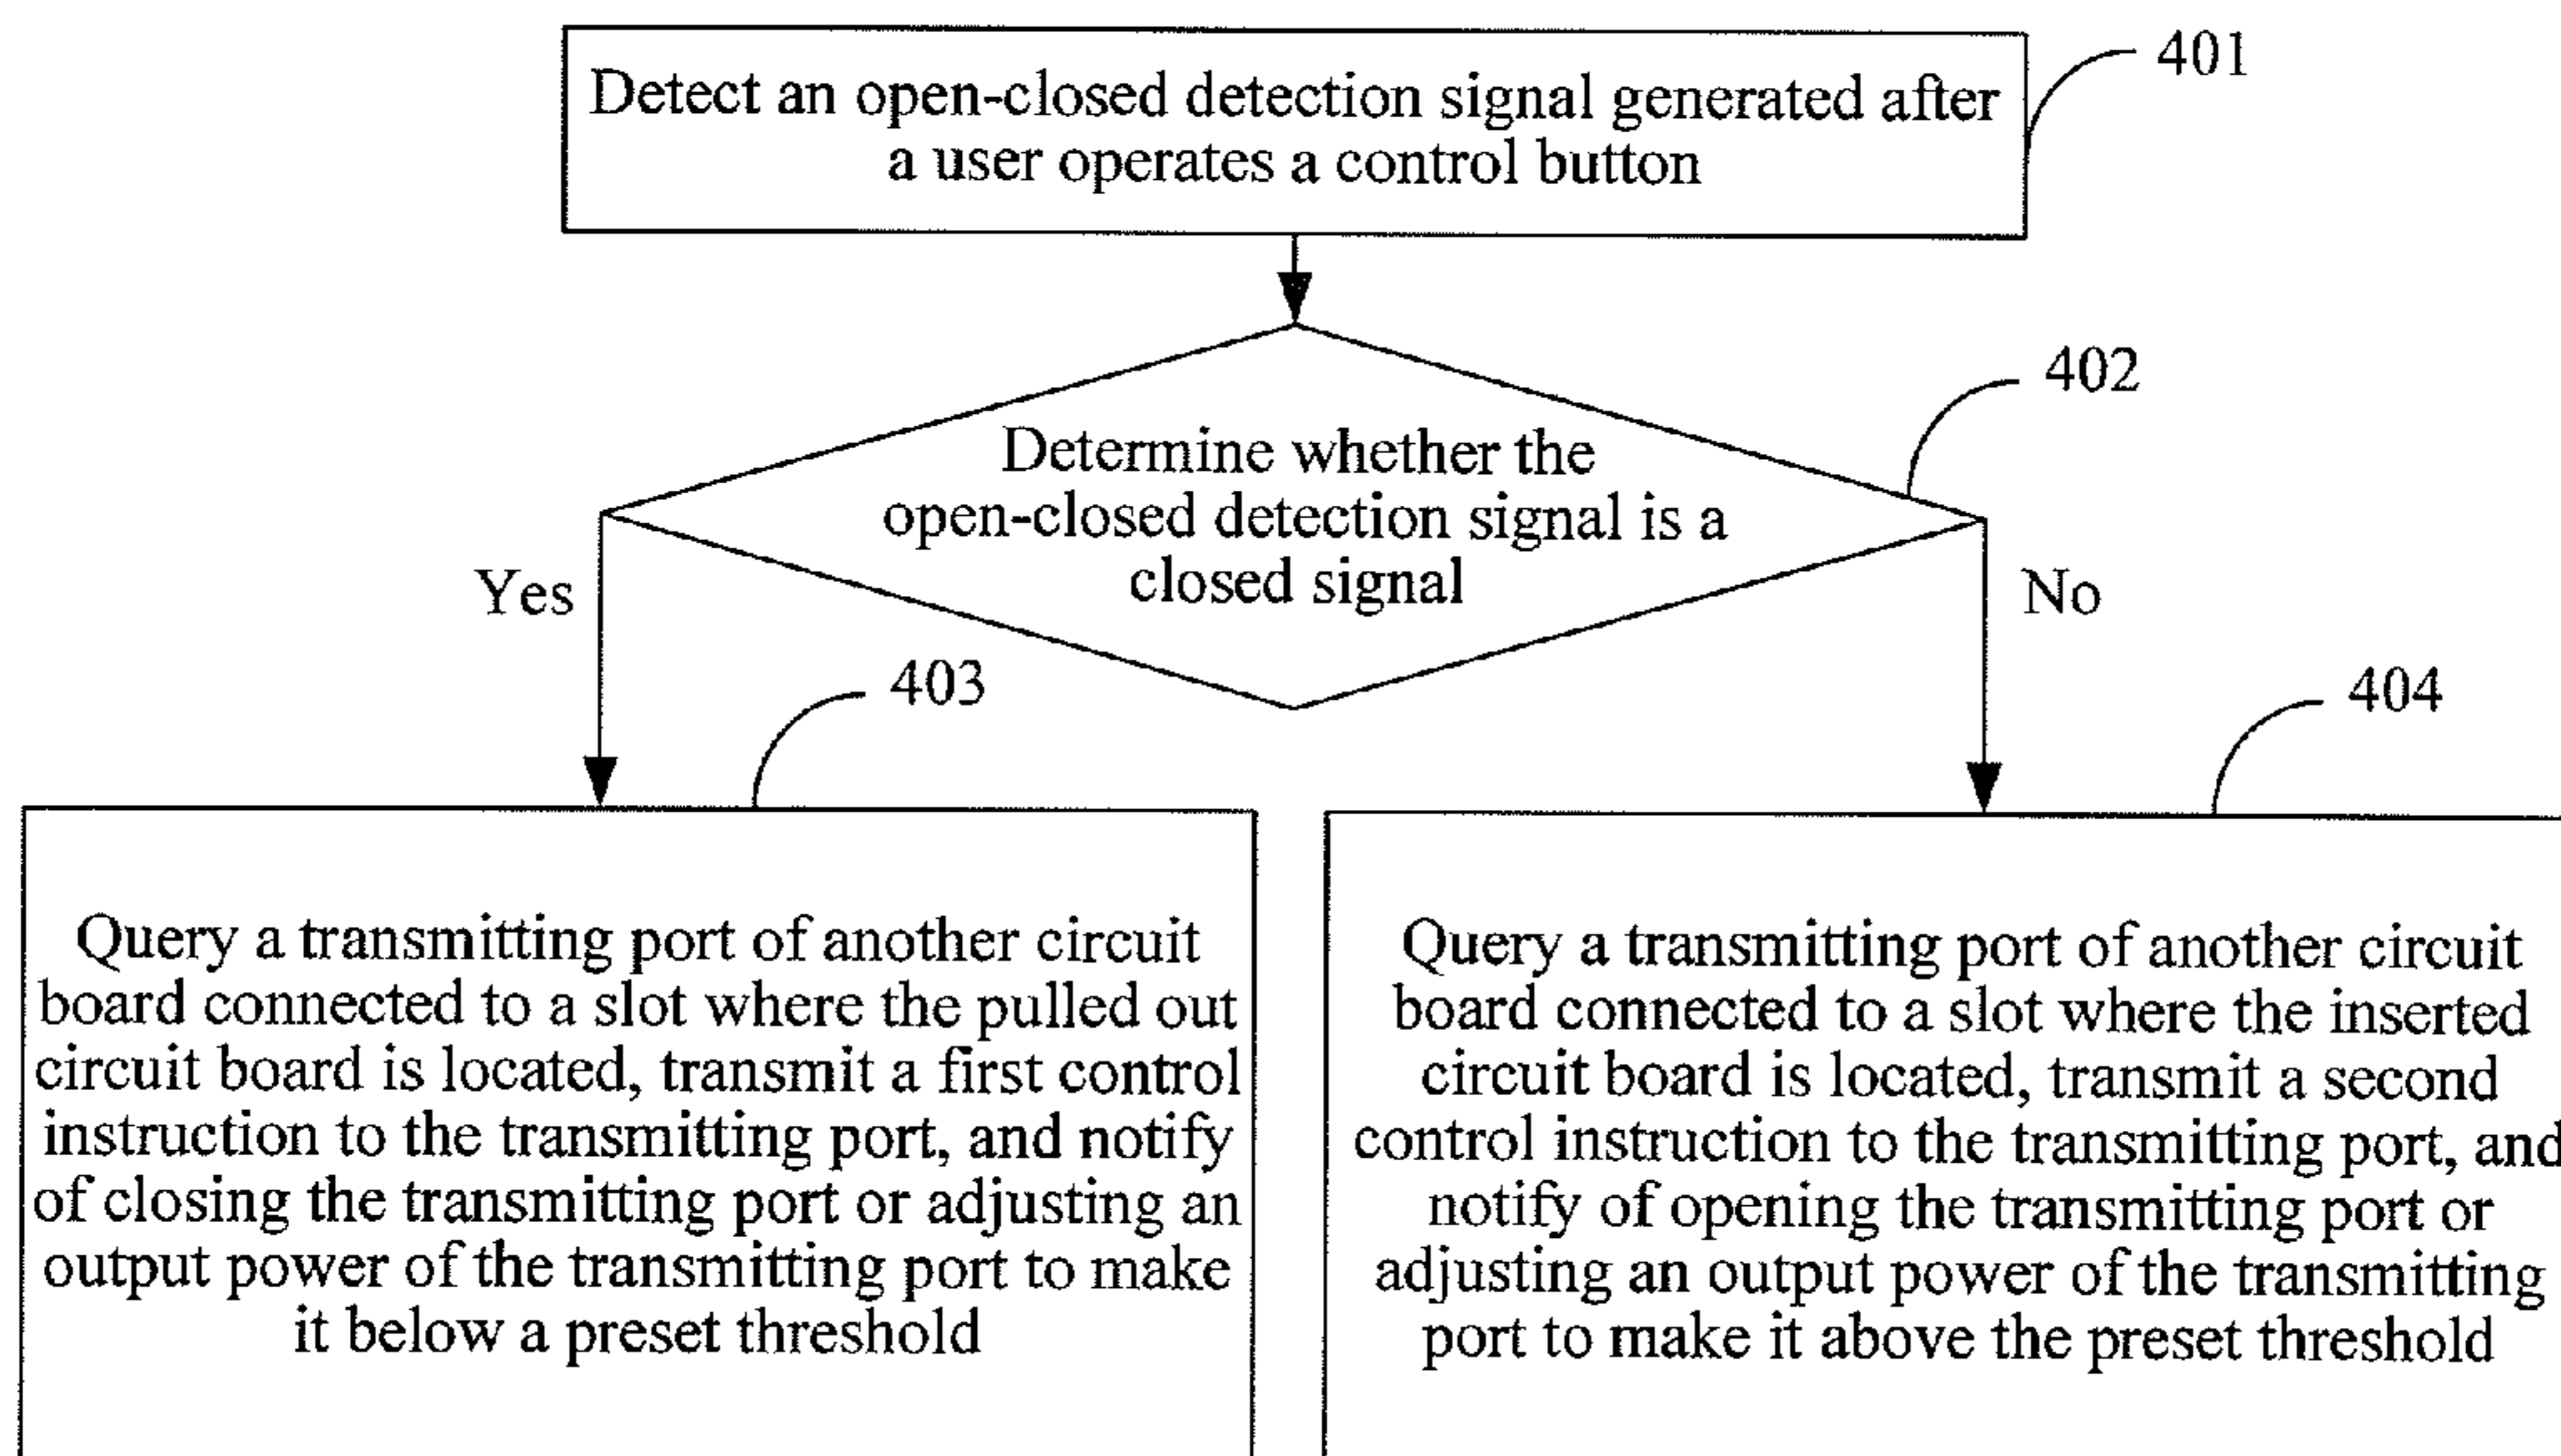 Detect an open-closed detection signal generated after
a user operates a control button
401
402
Determine whether the
open-closed detection signal is a
closed signal
Yes
No
403
404
Query a transmitting port of another circuit
board connected to a slot where the pulled out
circuit board is located, transmit a first control
instruction to the transmitting port, and notify
of closing the transmitting port or adjusting an
output power of the transmitting port to make
it below a preset threshold
Query a transmitting port of another circuit
board connected to a slot where the inserted
circuit board is located, transmit a second
control instruction to the transmitting port, and
notify of opening the transmitting port or
adjusting an output power of the transmitting
port to make it above the preset threshold